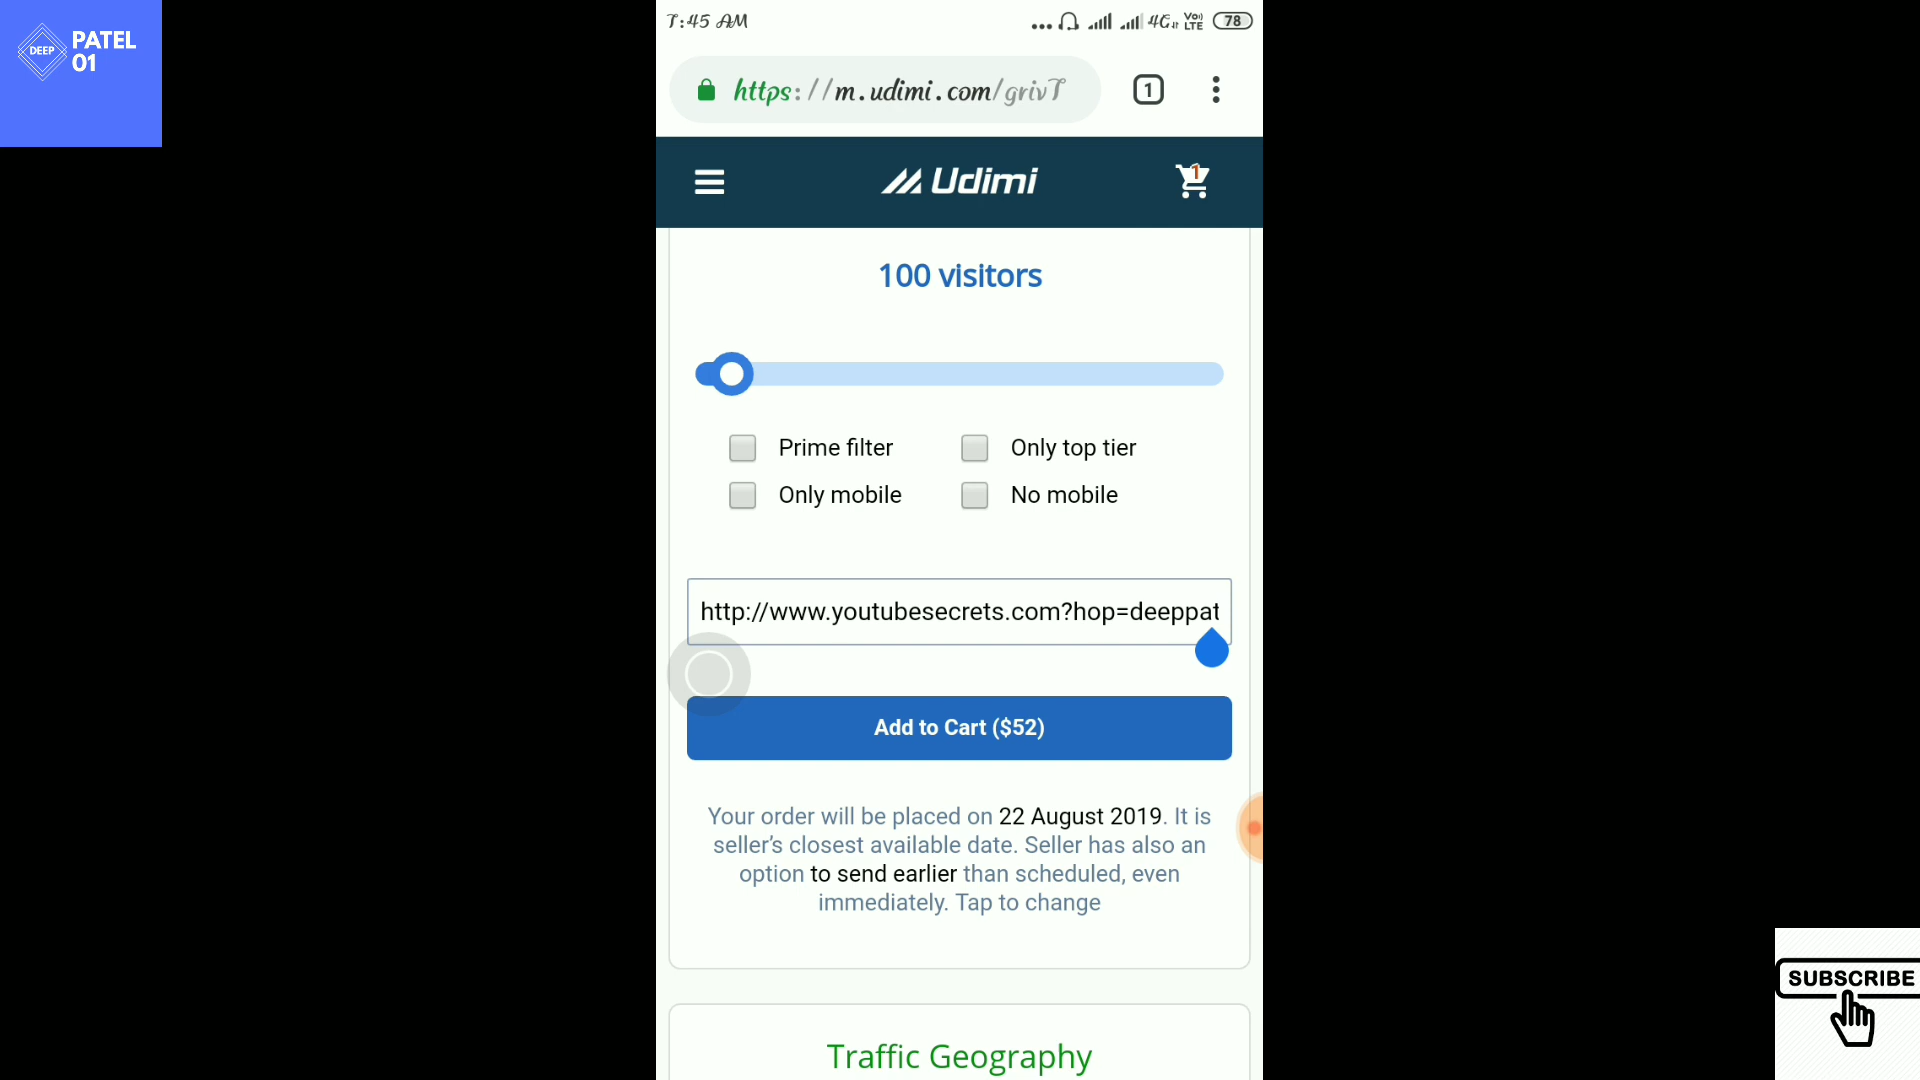 DEEP
PATEL
01
7:45 AM
4G
Vo)
LTE
78
https://m.udimi.com/griv7
1
Udimi
1
100 visitors
Prime filter
Only top tier
Only mobile
No mobile
http://www.youtubesecrets.com?hop=deeppat
Add to Cart ($52)
Your order will be placed on 22 August 2019. It is
seller's closest available date. Seller has also an
option to send earlier than scheduled, even
immediately. Tap to change
Traffic Geography
SUBSCRIBE